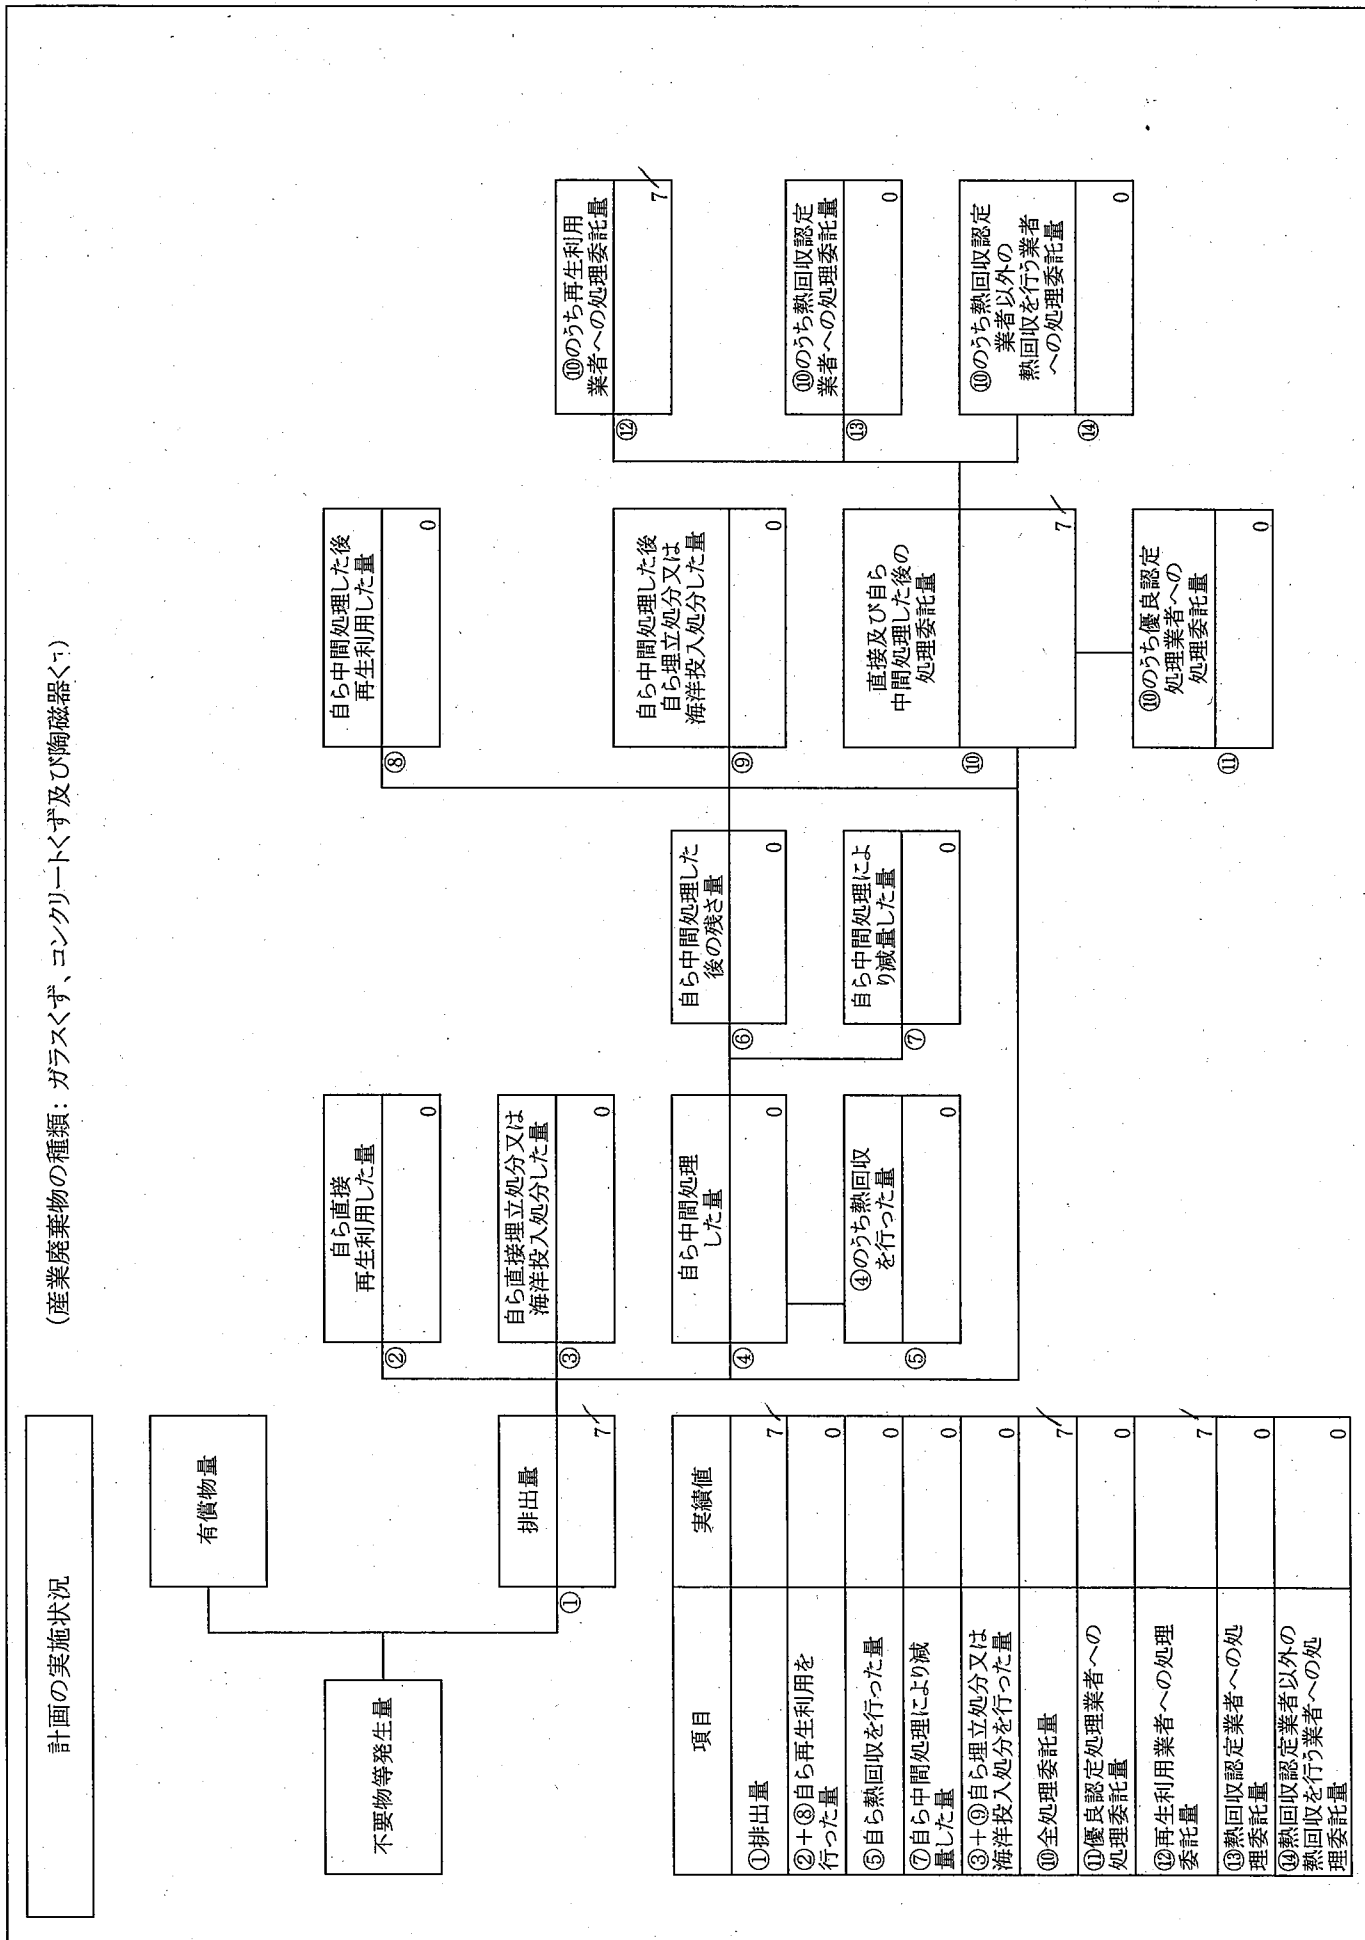 計画の実施状況
(産業廃棄物の種類:ガラスくず、コンクリートくず及び陶磁器くず)
不要物等発生量
有償物量
①
排出量
7
②
自ら直接
再生利用した量
0
③
自ら直接埋立処分又は
海洋投入処分した量
0
④
自ら中間処理
した量
0
⑤
④のうち熱回収
を行った量
0
⑥
自ら中間処理した
後の残さ量
0
⑦
自ら中間処理によ
り減量した量
0
⑧
自ら中間処理した後
再生利用した量
0
⑨
自ら中間処理した後
自ら埋立処分又は
海洋投入処分した量
0
⑩
直接及び自ら
中間処理した後の
処理委託量
7
⑪
⑩のうち優良認定
処理業者への
処理委託量
0
⑫
⑩のうち再生利用
業者への処理委託量
7
⑬
⑩のうち熱回収認定
業者への処理委託量
0
⑭
⑩のうち熱回収認定
業者以外の
熱回収を行う業者
への処理委託量
0
項目 実績値
①排出量 7
②+⑧自ら再生利用を
行った量 0
⑤自ら熱回収を行った量 0
⑦自ら中間処理により減
量した量 0
③+⑨自ら埋立処分又は
海洋投入処分を行った量 0
⑩全処理委託量 7
⑪優良認定処理業者への
処理委託量 0
⑫再生利用業者への処理
委託量 7
⑬熱回収認定業者への処
理委託量 0
⑭熱回収認定業者以外の
熱回収を行う業者への処
理委託量 0